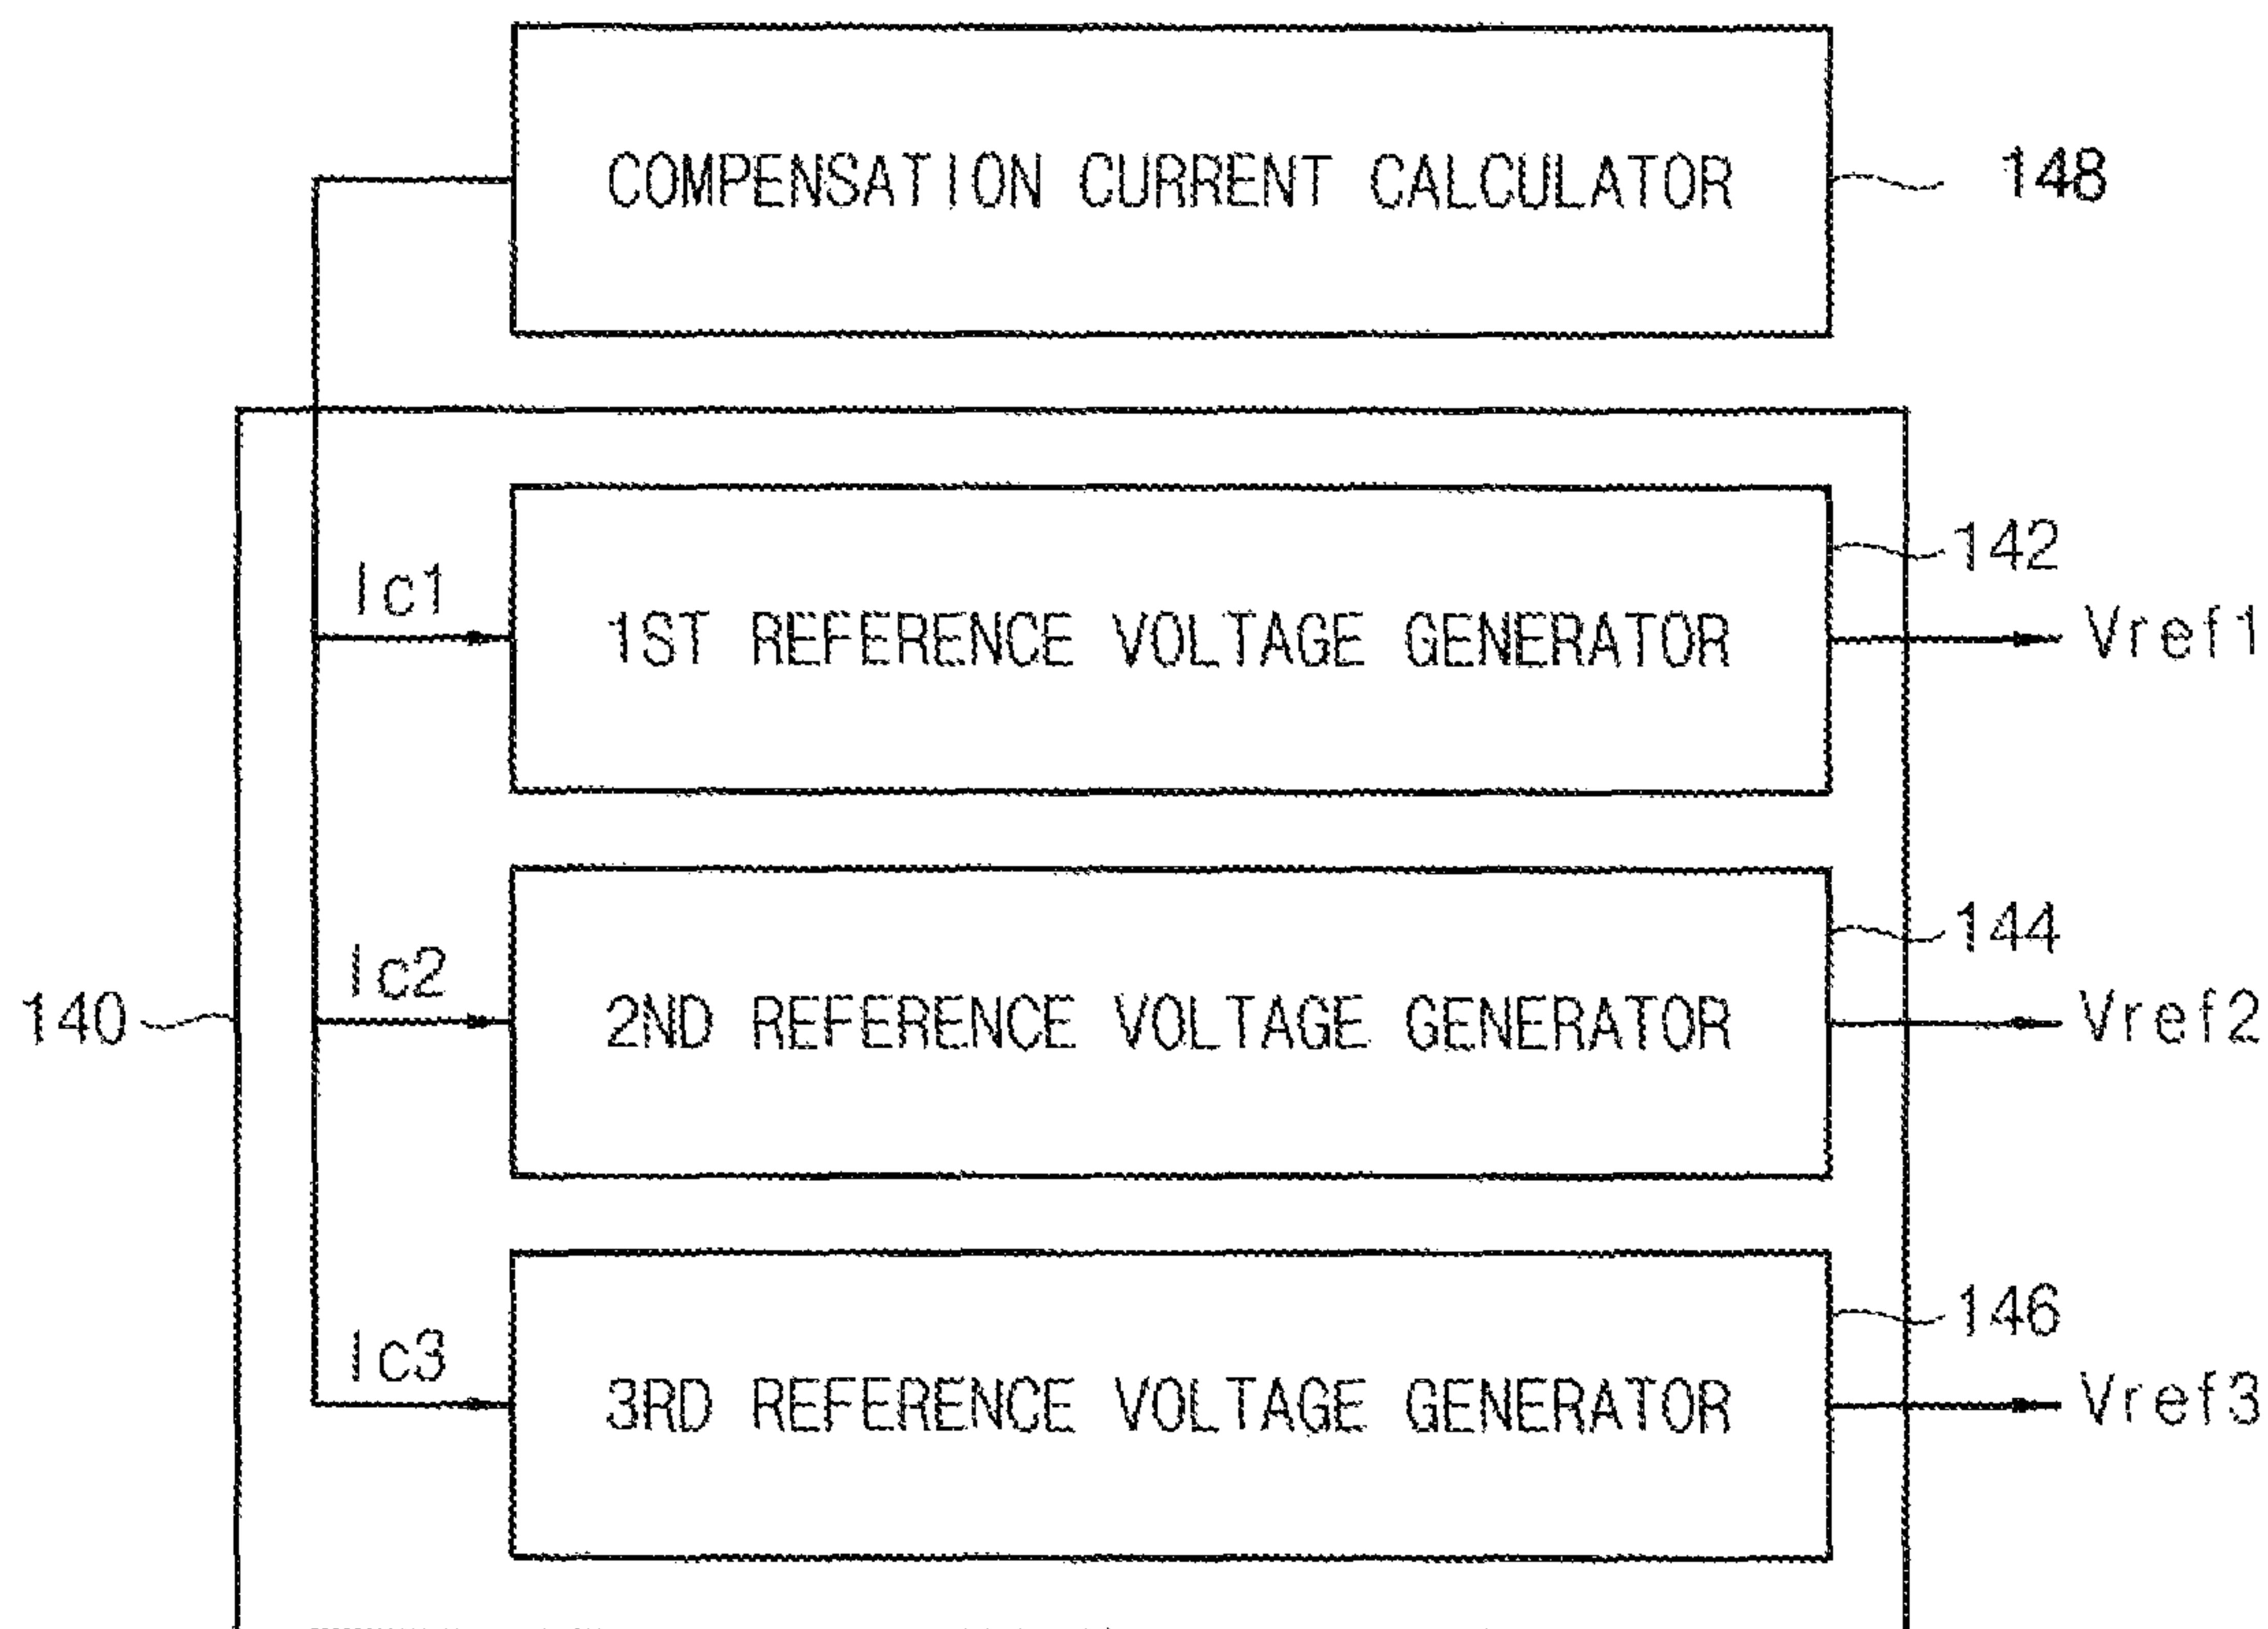 COMPENSATION CURRENT CALCULATOR
148
142
Ic1
1ST REFERENCE VOLTAGE GENERATOR
Vref1
144
Ic2
140
2ND REFERENCE VOLTAGE GENERATOR
Vref2
146
Ic3
3RD REFERENCE VOLTAGE GENERATOR
Vref3